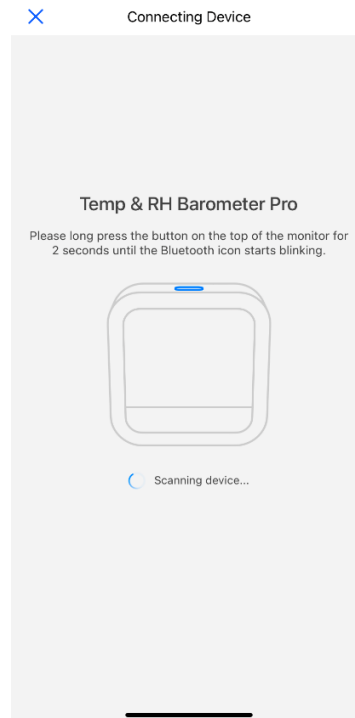 Connecting Device
Temp & RH Barometer Pro
Please long press the button on the top of the monitor for
2 seconds until the Bluetooth icon starts blinking.
Scanning device...